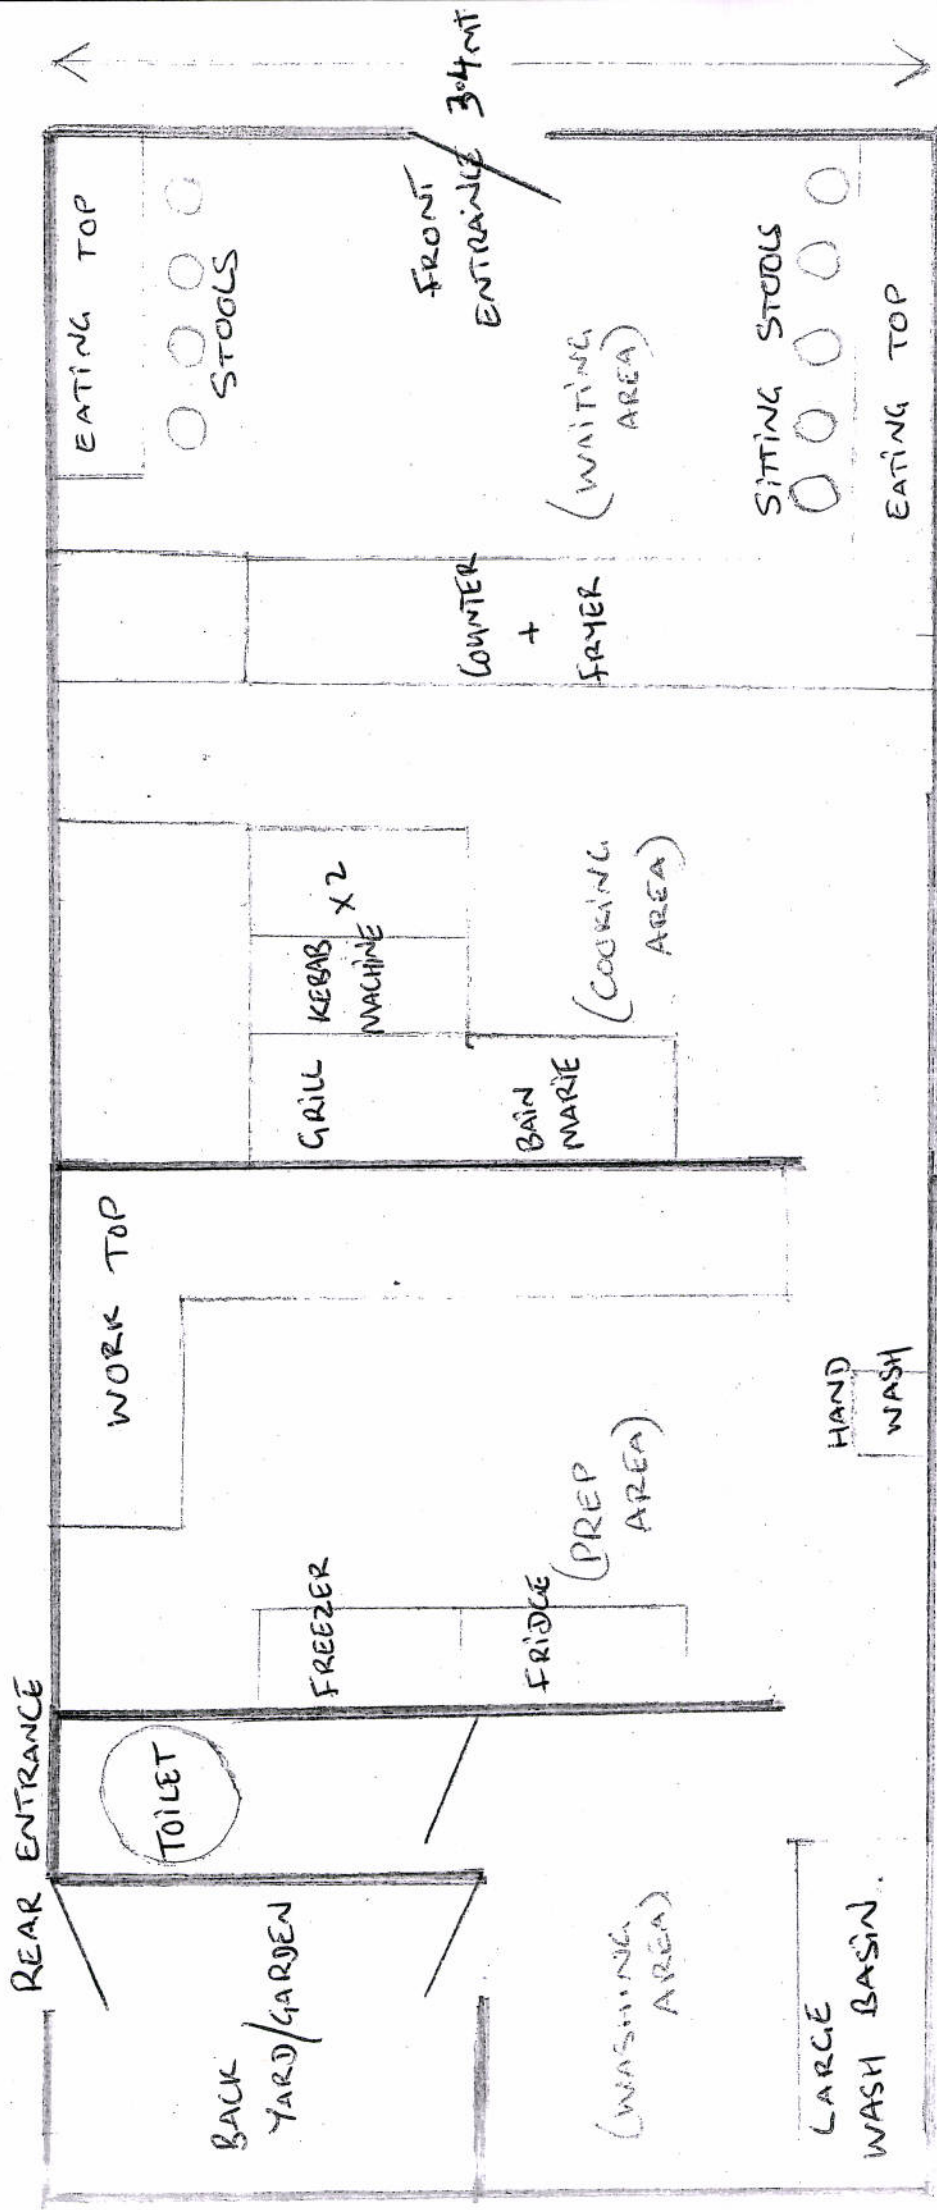 REAR ENTRANCE
BACK
YARD/GARDEN
TOILET
(WASHING
AREA)
LARGE
WASH BASIN.
FREEZER
FRIDGE
(PREP
AREA)
WORK TOP
HAND
WASH
GRILL
KEBAB
MACHINE
X2
BAIN
MARIE
(COOKING
AREA)
COUNTER
+
FRYER
EATING TOP
STOOLS
FRONT
ENTRAINCE
(WAITING
AREA)
SITTING STOOLS
EATING TOP
3.4mt